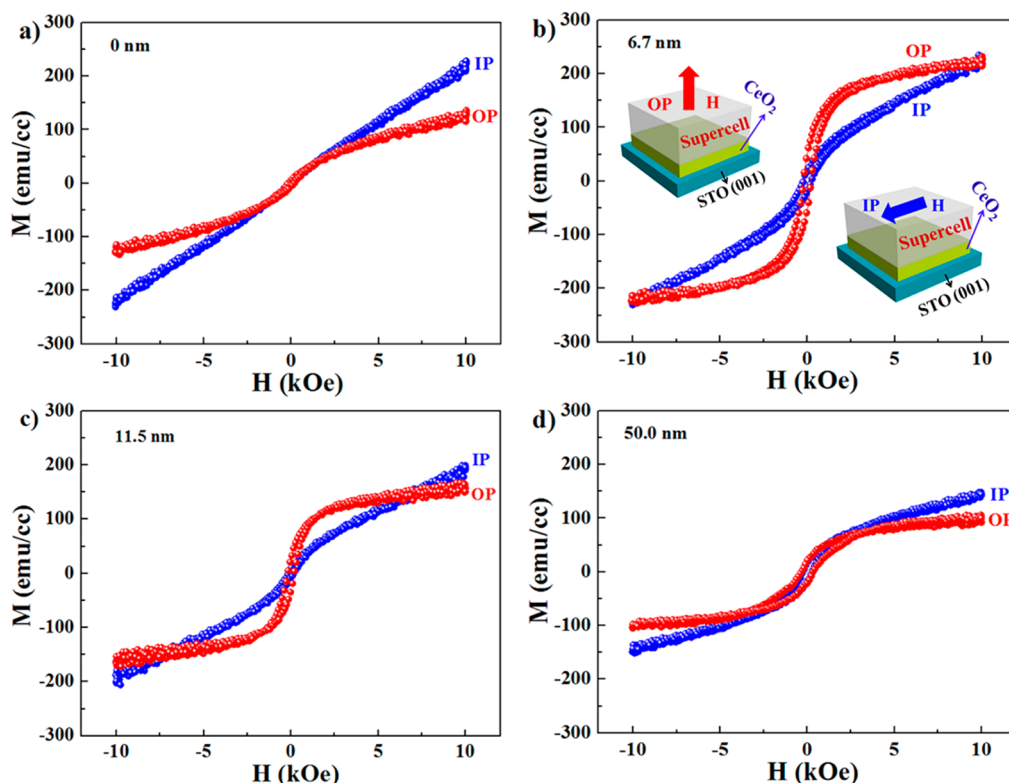 a)
0 nm
IP
OP
M (emu/cc)
300
200
100
0
-100
-200
-300
-10
-5
0
5
10
H (kOe)
b)
6.7 nm
OP
IP
OP
H
Supercell
CeO₂
STO (001)
IP
H
Supercell
CeO₂
STO (001)
M (emu/cc)
300
200
100
0
-100
-200
-300
-10
-5
0
5
10
H (kOe)
c)
11.5 nm
IP
OP
M (emu/cc)
300
200
100
0
-100
-200
-300
-10
-5
0
5
10
H (kOe)
d)
50.0 nm
IP
OP
M (emu/cc)
300
200
100
0
-100
-200
-300
-10
-5
0
5
10
H (kOe)